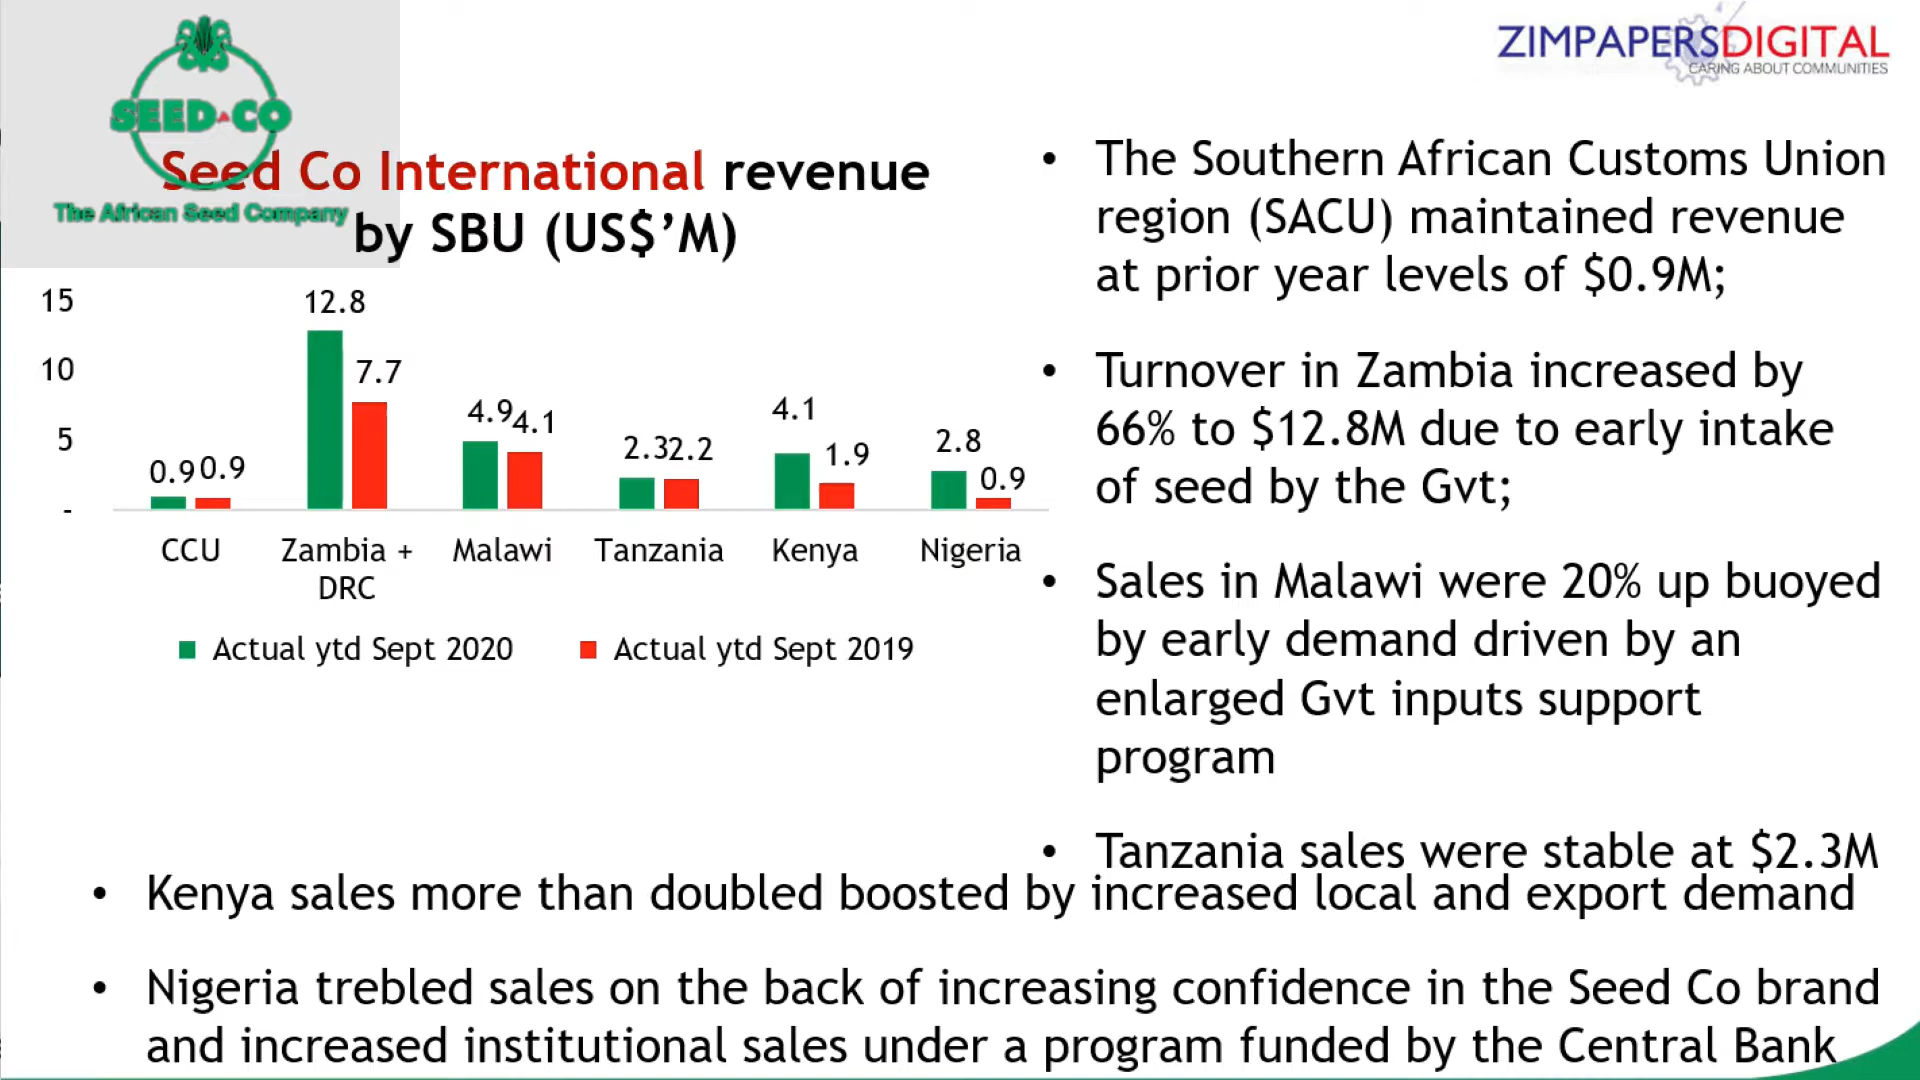 SEED CO
The African Seed Company
ZIMPAPERSDIGITAL
CARING ABOUT COMMUNITIES
Seed Co International revenue
by SBU (US$’M)
15
10
5
-
12.8
7.7
4.9
4.1
2.3
2.2
4.1
1.9
2.8
0.9
0.9
0.9
CCU
Zambia +
DRC
Malawi
Tanzania
Kenya
Nigeria
Actual ytd Sept 2020
Actual ytd Sept 2019
• The Southern African Customs Union
region (SACU) maintained revenue
at prior year levels of $0.9M;
• Turnover in Zambia increased by
66% to $12.8M due to early intake
of seed by the Gvt;
• Sales in Malawi were 20% up buoyed
by early demand driven by an
enlarged Gvt inputs support
program
• Tanzania sales were stable at $2.3M
• Kenya sales more than doubled boosted by increased local and export demand
• Nigeria trebled sales on the back of increasing confidence in the Seed Co brand
and increased institutional sales under a program funded by the Central Bank